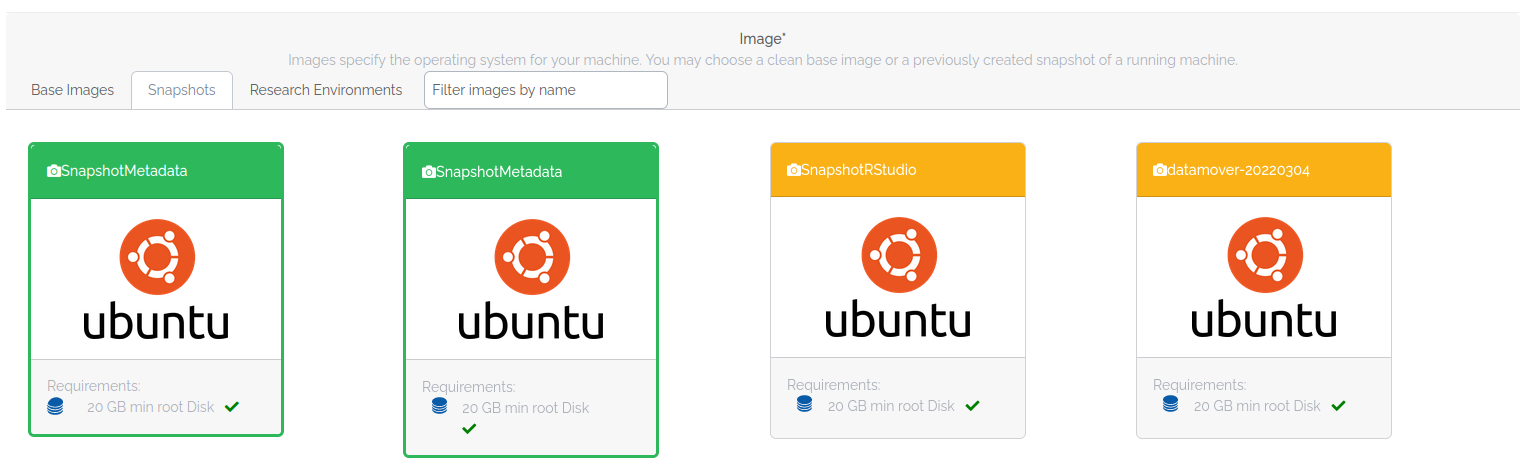 Image*
Images specify the operating system for your machine. You may choose a clean base image or a previously created snapshot of a running machine.
Base Images
Snapshots
Research Environments
Filter images by name
SnapshotMetadata
ubuntu
Requirements:
20 GB min root Disk
SnapshotMetadata
ubuntu
Requirements:
20 GB min root Disk
SnapshotRStudio
ubuntu
Requirements:
20 GB min root Disk
datamover-20220304
ubuntu
Requirements:
20 GB min root Disk